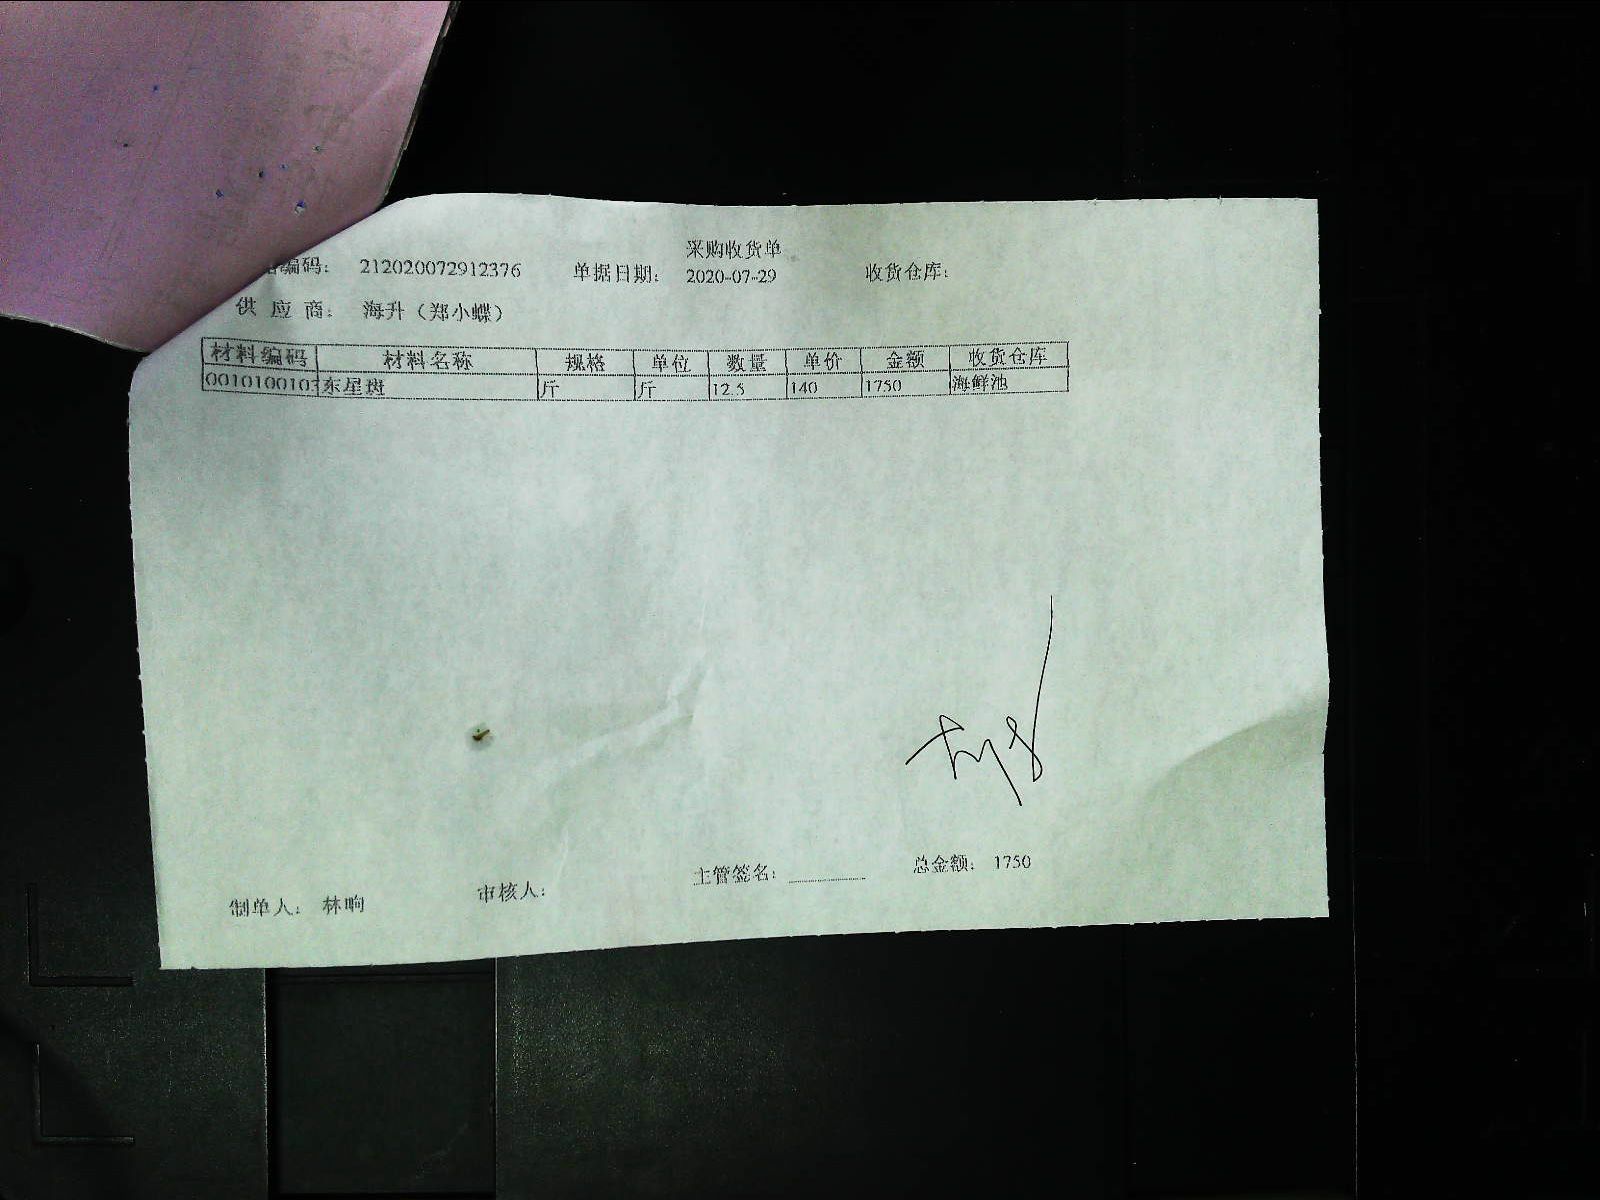 采购收货单
编码: 212020072912376 单据日期: 2020-07-29 收货仓库:
供应商: 海升（郑小蝶）
材料编码 材料名称 规格 单位 数量 单价 金额 收货仓库
0010100103 东星斑 斤 斤 12.5 140 1750 海鲜池
主管签名: 总金额: 1750
制单人: 林晌 审核人: